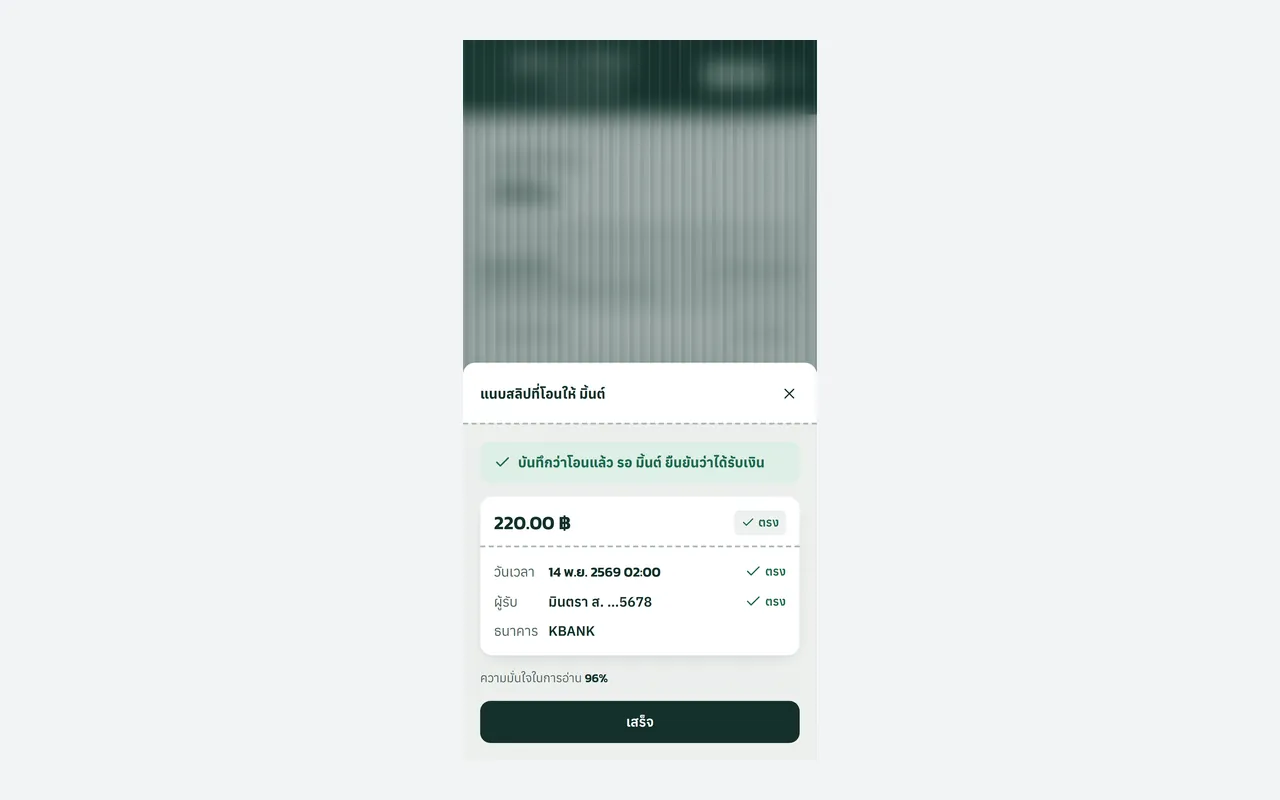 แนบสลิปที่โอนให้ มิ้นต์
บันทึกว่าโอนแล้ว รอ มิ้นต์ ยืนยันว่าได้รับเงิน
220.00 ฿ ตรง
วันเวลา 14 พ.ย. 2569 02:00 ตรง
ผู้รับ มินตรา ส. ...5678 ตรง
ธนาคาร KBANK
ความมั่นใจในการอ่าน 96%
เสร็จ